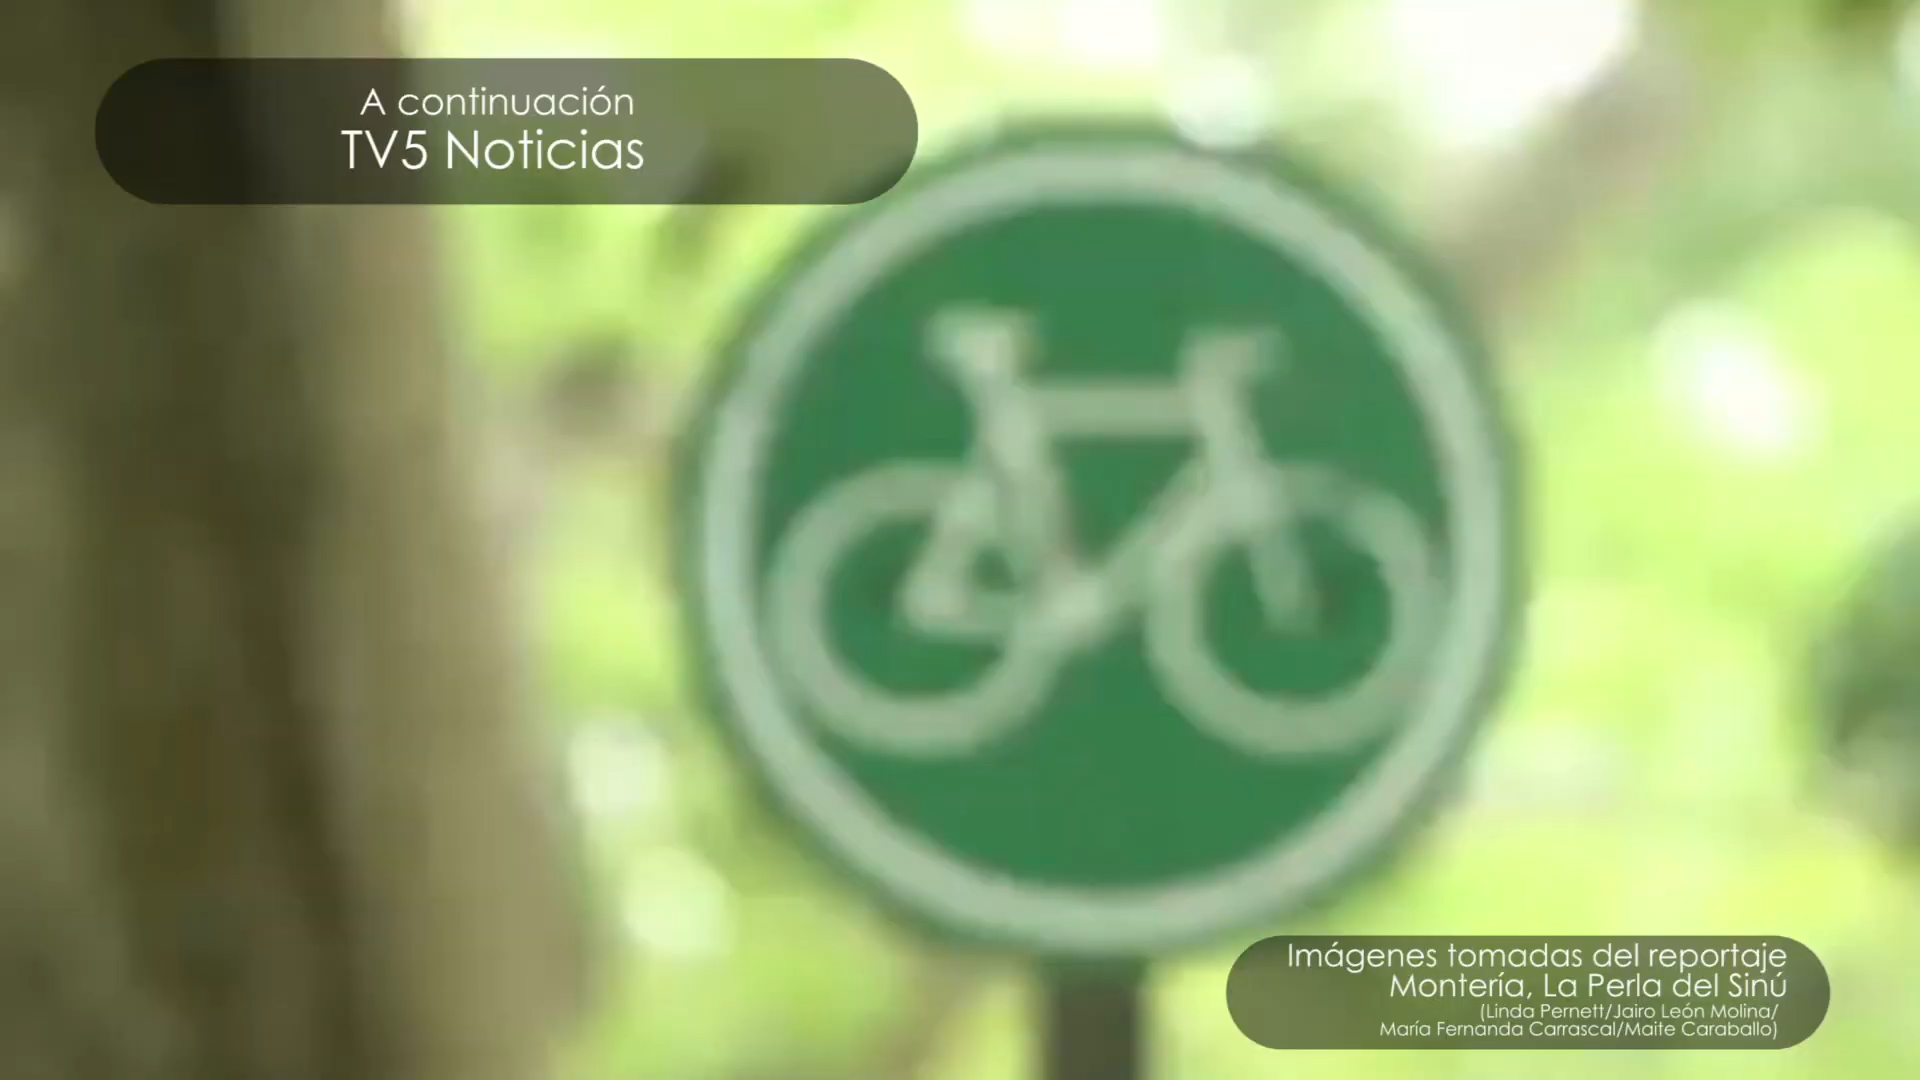 A continuación
TV5 Noticias
Imágenes tomadas del reportaje
Montería, La Perla del Sinú
(Linda Pernett/Jairo León Molina/
María Fernanda Carrascal/Maite Caraballo)